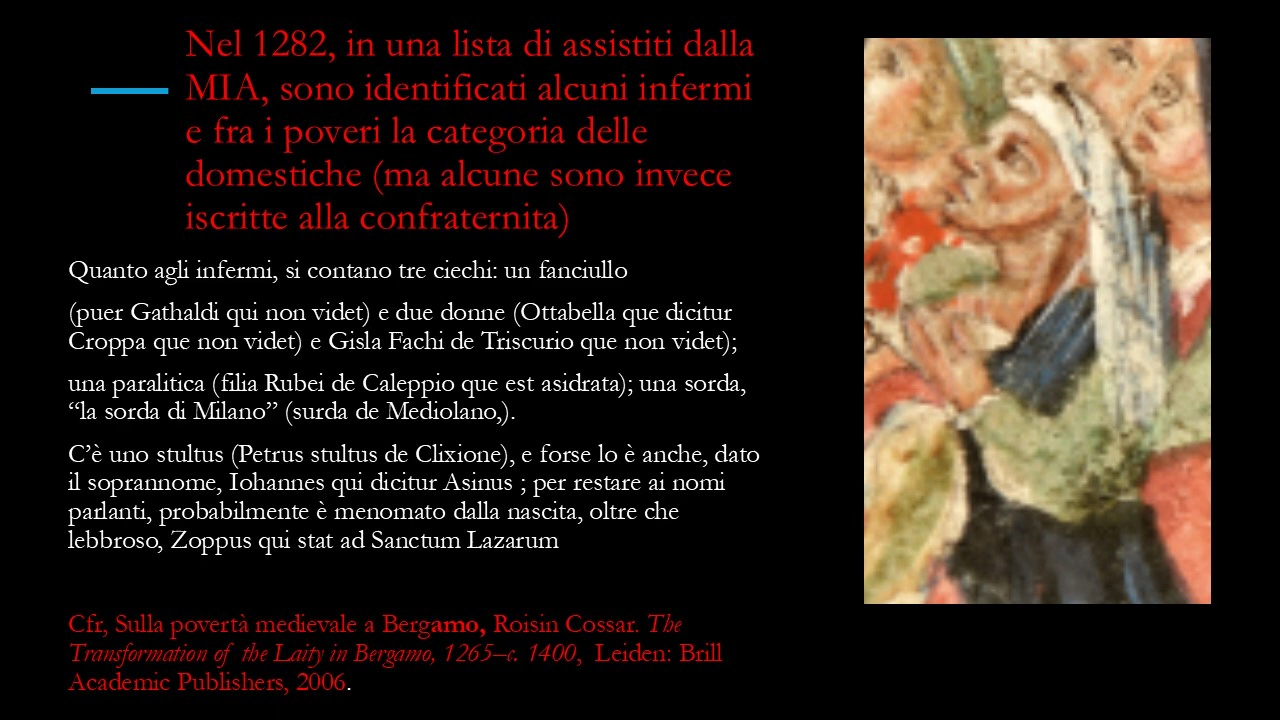 Nel 1282, in una lista di assistiti dalla
MIA, sono identificati alcuni infermi
e fra i poveri la categoria delle
domestiche (ma alcune sono invece
iscritte alla confraternita)
Quanto agli infermi, si contano tre ciechi: un fanciullo
(puer Gathaldi qui non videt) e due donne (Ottabella que dicitur
Croppa que non videt) e Gisla Fachi de Triscurio que non videt);
una paralitica (filia Rubei de Caleppio que est asidrata); una sorda,
“la sorda di Milano” (surda de Mediolano,).
C’è uno stultus (Petrus stultus de Clixione), e forse lo è anche, dato
il soprannome, Iohannes qui dicitur Asinus ; per restare ai nomi
parlanti, probabilmente è menomato dalla nascita, oltre che
lebbroso, Zoppus qui stat ad Sanctum Lazarum
Cfr, Sulla povertà medievale a Bergamo, Roisin Cossar. The
Transformation of the Laity in Bergamo, 1265–c. 1400, Leiden: Brill
Academic Publishers, 2006.